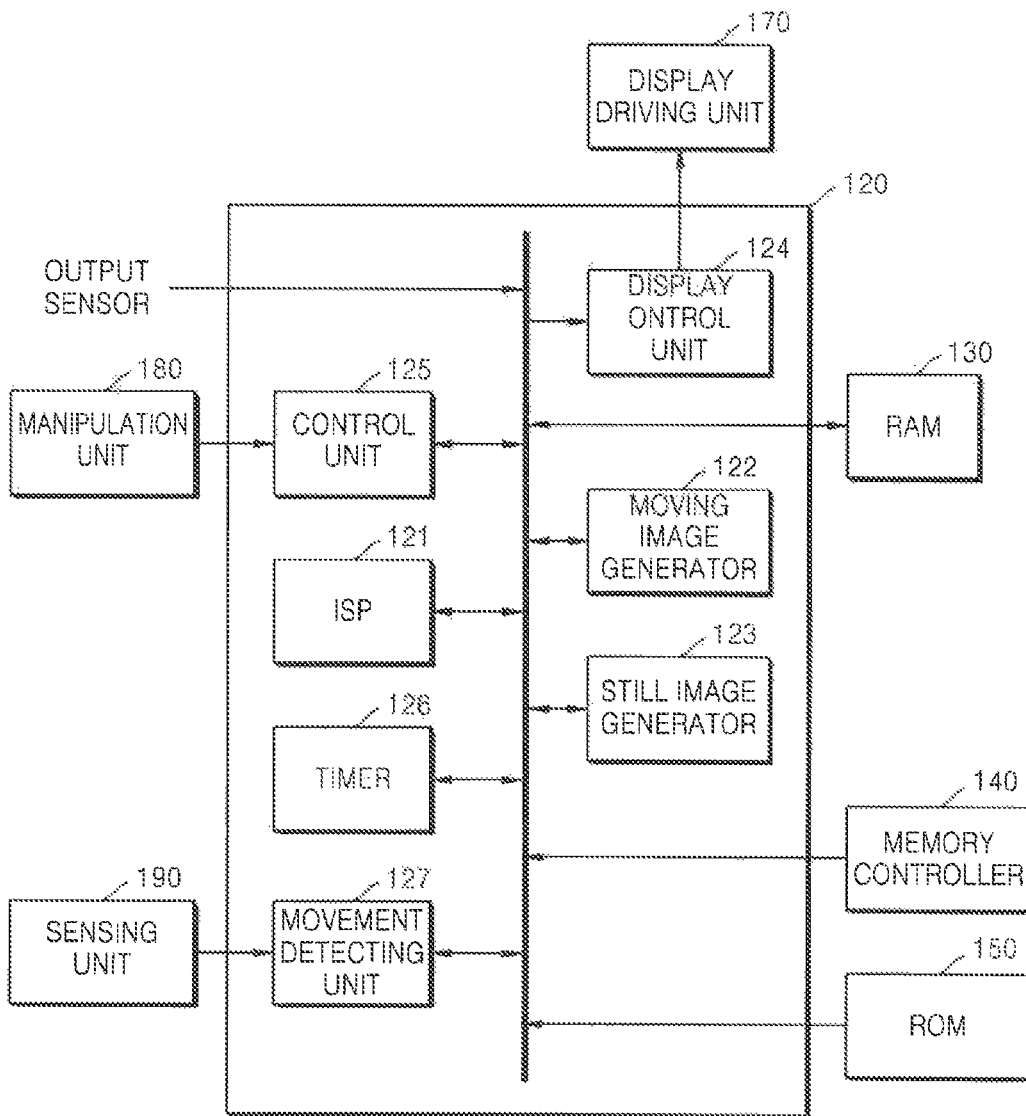 170
DISPLAY
DRIVING UNIT
120
OUTPUT
SENSOR
124
DISPLAY
ONTROL
UNIT
180
MANIPULATION
UNIT
125
CONTROL
UNIT
130
RAM
122
MOVING
IMAGE
GENERATOR
121
ISP
123
STILL IMAGE
GENERATOR
126
TIMER
140
MEMORY
CONTROLLER
190
SENSING
UNIT
127
MOVEMENT
DETECTING
UNIT
150
ROM